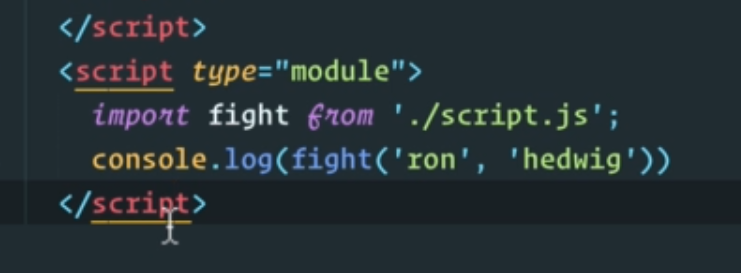 </script>
<script type="module">
import fight from './script.js';
console.log(fight('ron', 'hedwig'))
</script>